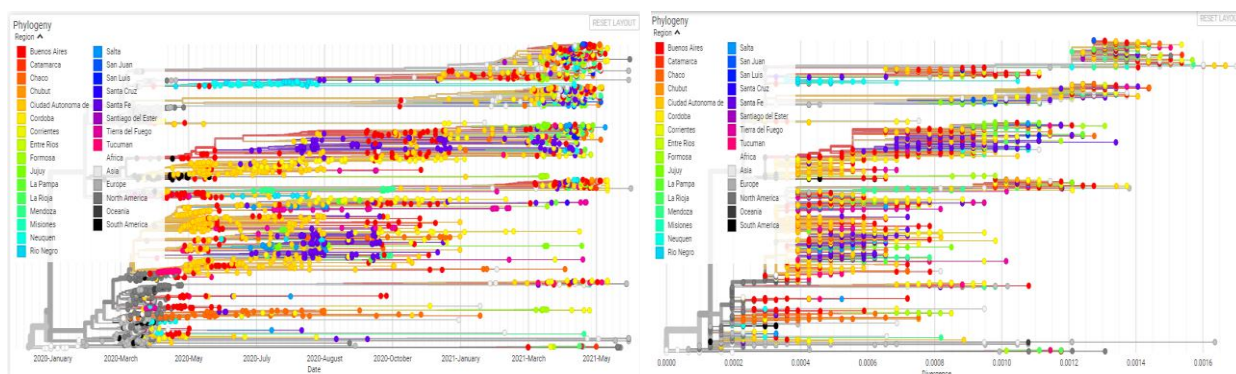 Phylogeny
RESET LAYOUT
Region
Buenos Aires
Catamarca
Chaco
Chubut
Ciudad Autonoma de
Cordoba
Corrientes
Entre Rios
Formosa
Jujuy
La Pampa
La Rioja
Mendoza
Misiones
Neuquen
Rio Negro
Salta
San Juan
San Luis
Santa Cruz
Santa Fe
Santiago del Ester
Tierra del Fuego
Tucuman
Africa
Asia
Europe
North America
Oceania
South America
2020-January
2020-March
2020-May
2020-July
2020-August
2020-October
2021-January
2021-March
2021-May
Date
Phylogeny
RESET LAYOUT
Region
Buenos Aires
Catamarca
Chaco
Chubut
Ciudad Autonoma de
Cordoba
Corrientes
Entre Rios
Formosa
Jujuy
La Pampa
La Rioja
Mendoza
Misiones
Neuquen
Rio Negro
Salta
San Juan
San Luis
Santa Cruz
Santa Fe
Santiago del Ester
Tierra del Fuego
Tucuman
Africa
Asia
Europe
North America
Oceania
South America
0.0000
0.0002
0.0004
0.0006
0.0008
0.0010
0.0012
0.0014
0.0016
Divergence